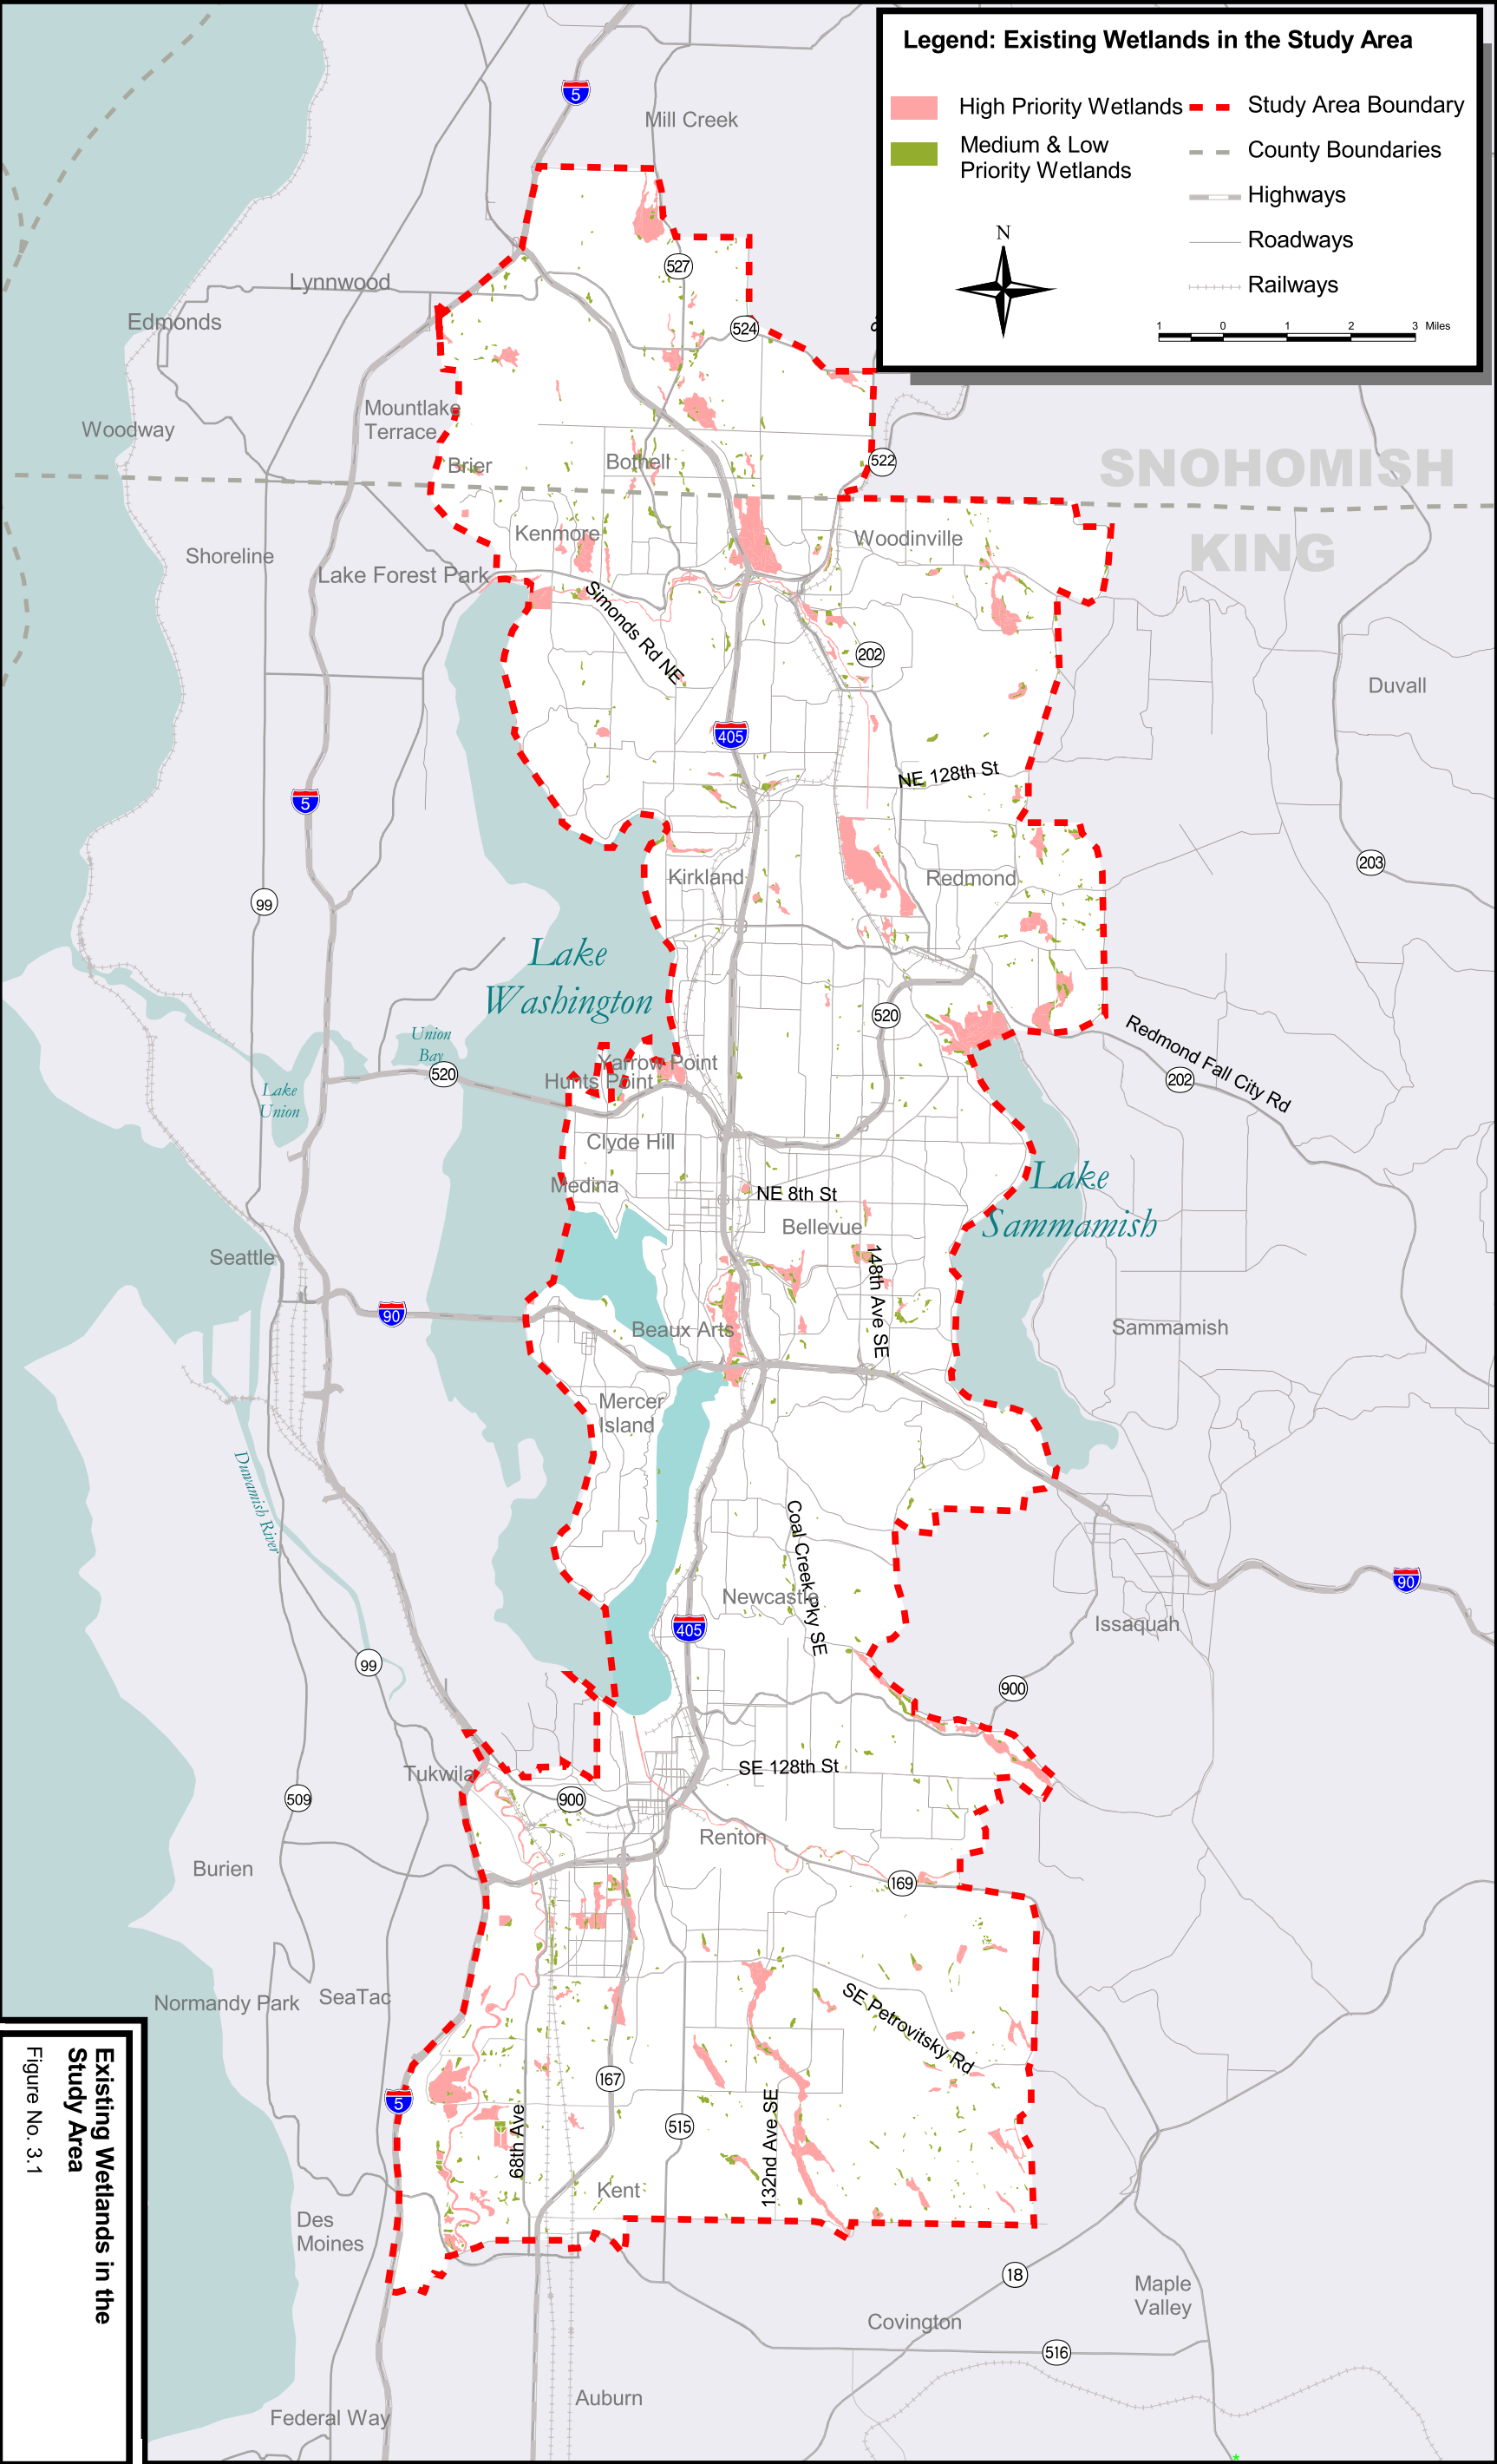 Legend: Existing Wetlands in the Study Area
High Priority Wetlands
Medium & Low
Priority Wetlands
Study Area Boundary
County Boundaries
Highways
Roadways
Railways
N
1 0 1 2 3 Miles
5
Mill Creek
527
Lynnwood
Edmonds
524
Mountlake
Terrace
Woodway
Brier
Bothell
522
SNOHOMISH
KING
Kenmore
Woodinville
Shoreline
Lake Forest Park
Simonds Rd NE
202
Duvall
405
NE 128th St
5
203
Kirkland
Redmond
99
Lake
Washington
520
Union
Bay
520
Redmond Fall City Rd
202
Yarrow Point
Hunts Point
Lake
Union
Clyde Hill
Medina
NE 8th St
Lake
Sammamish
Bellevue
148th Ave SE
Seattle
90
Beaux Arts
Sammamish
Mercer
Island
Duwamish River
Coal Creek Pky SE
Newcastle
90
405
Issaquah
99
900
SE 128th St
Tukwila
900
509
Renton
Burien
169
Normandy Park
SeaTac
SE Petrovitsky Rd
167
5
515
68th Ave
132nd Ave SE
Kent
Des
Moines
18
Maple
Valley
Covington
516
Auburn
Federal Way
Existing Wetlands in the
Study Area
Figure No. 3.1